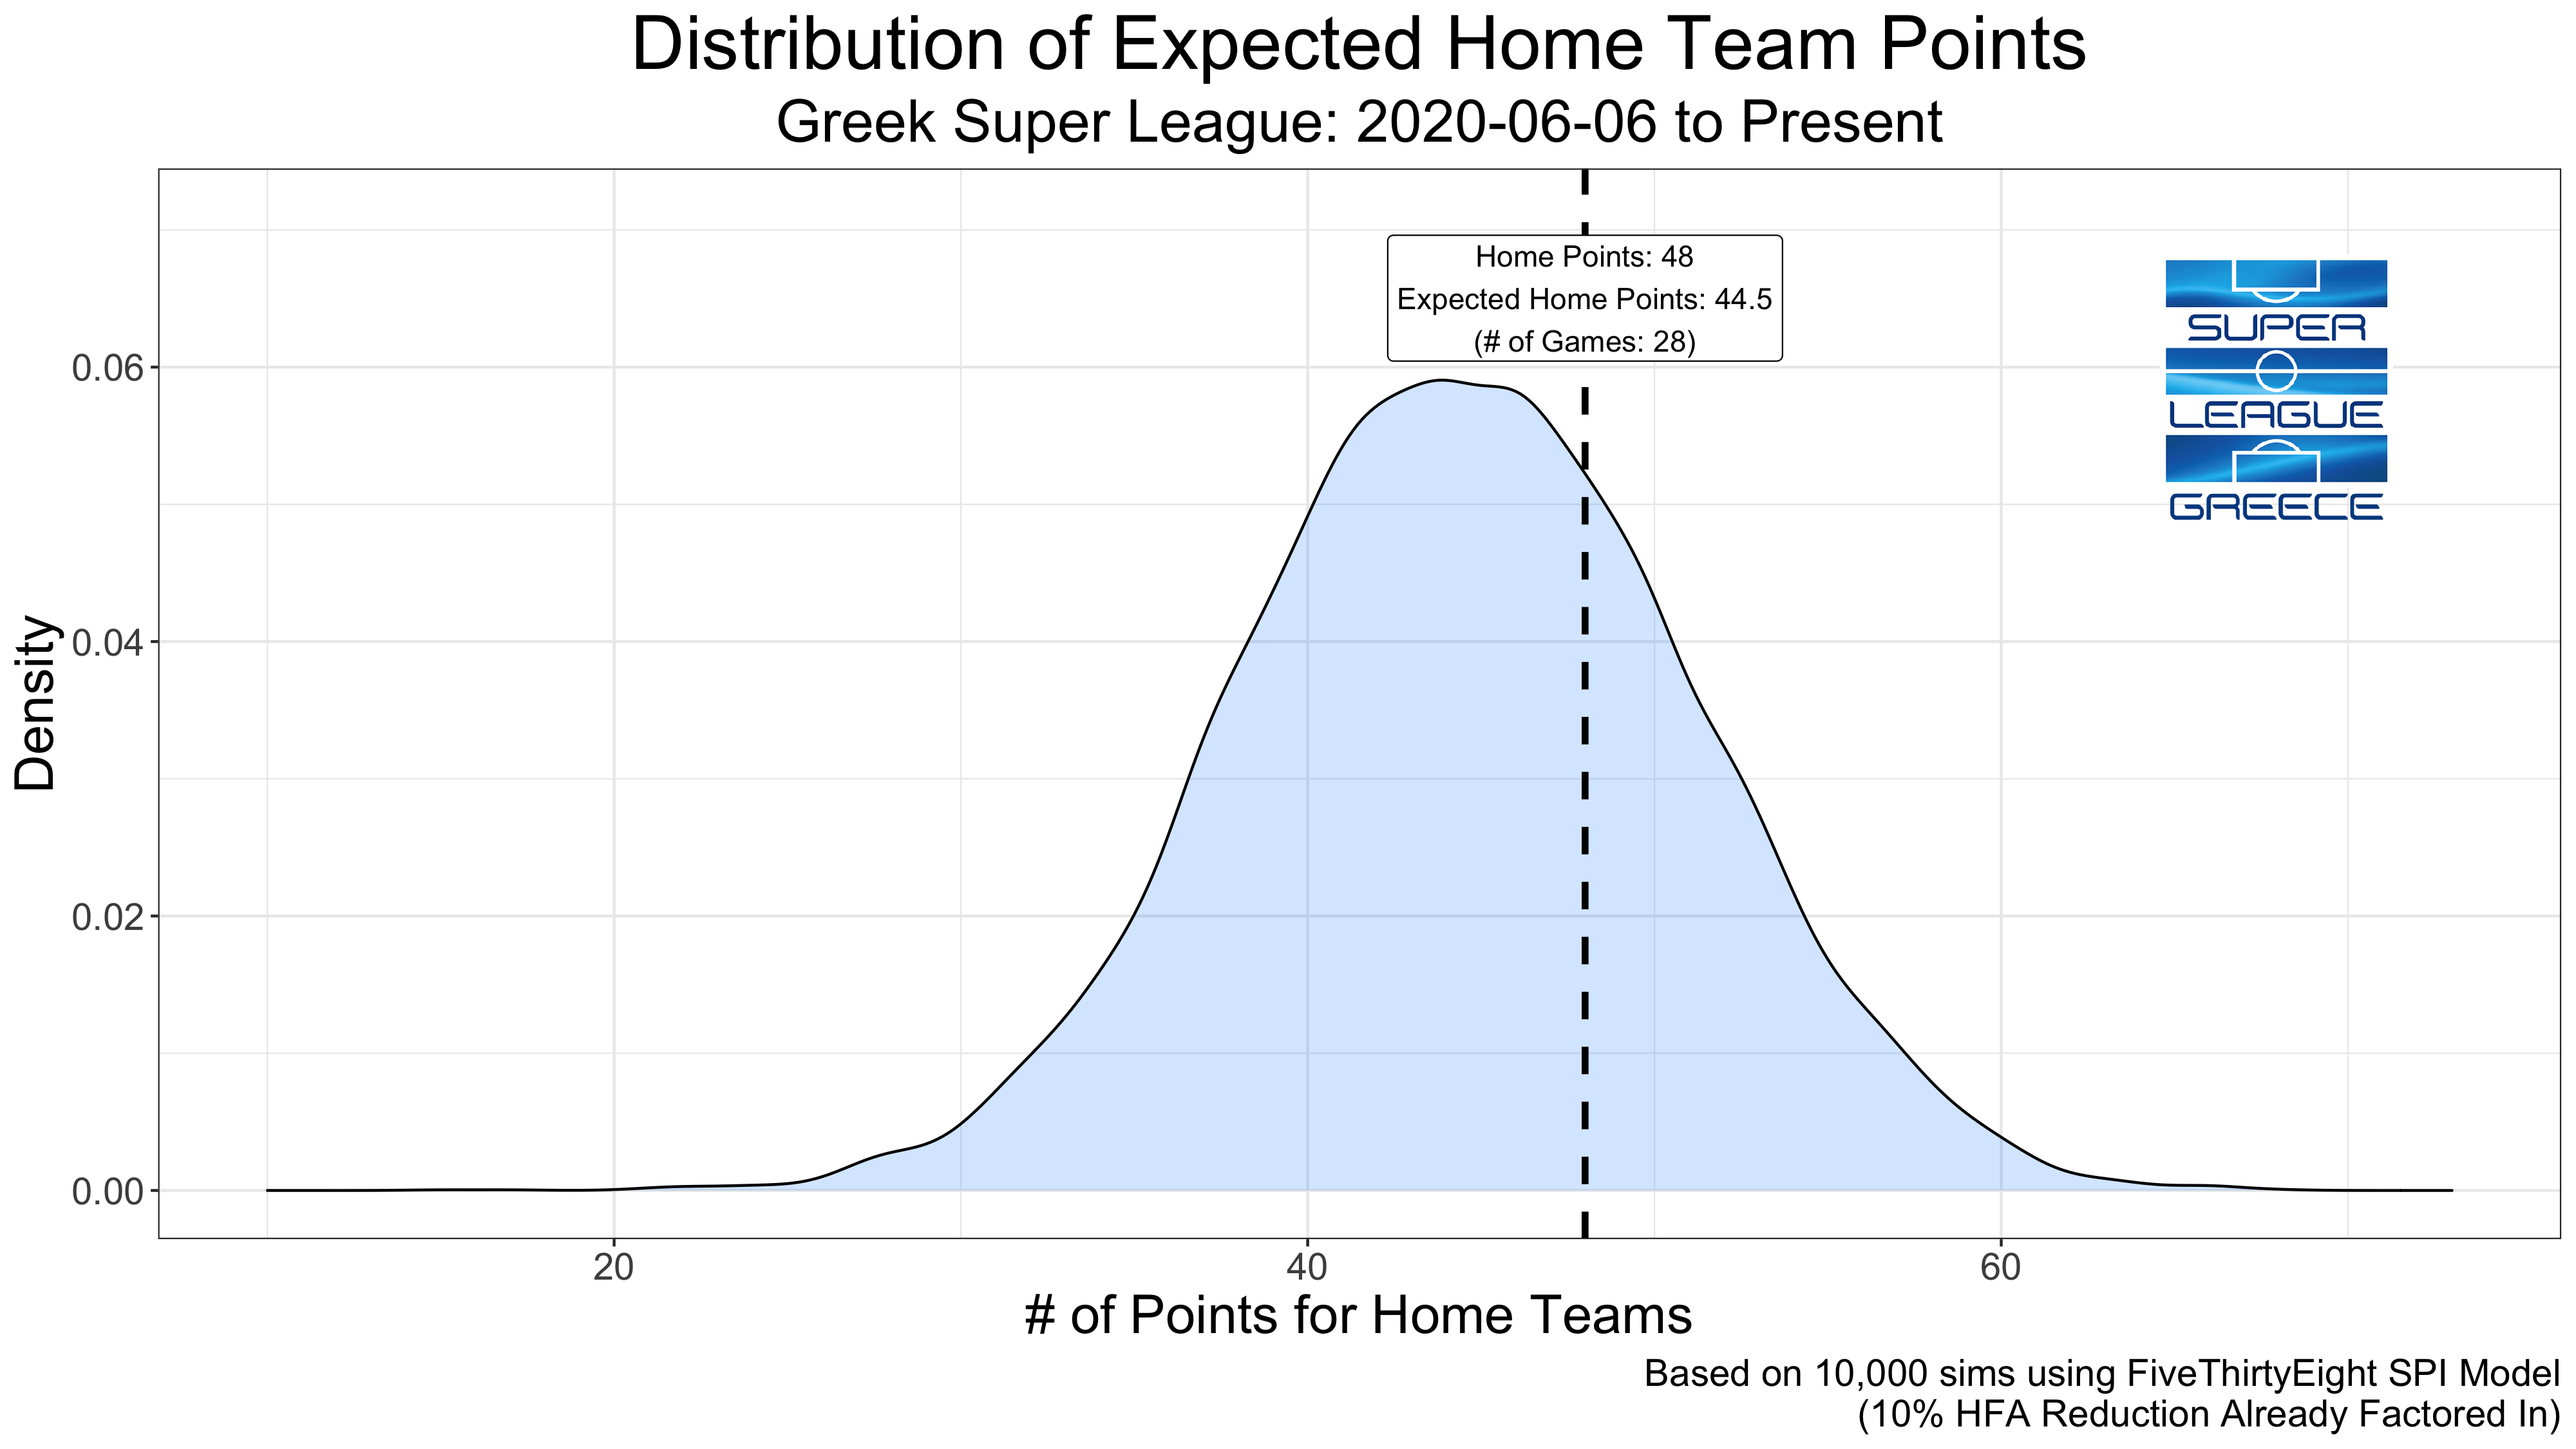 Distribution of Expected Home Team Points
Greek Super League: 2020-06-06 to Present
Home Points: 48
Expected Home Points: 44.5
(# of Games: 28)
SUPER
LEAGUE
GREECE
Density
0.06
0.04
0.02
0.00
20 40 60
# of Points for Home Teams
Based on 10,000 sims using FiveThirtyEight SPI Model
(10% HFA Reduction Already Factored In)